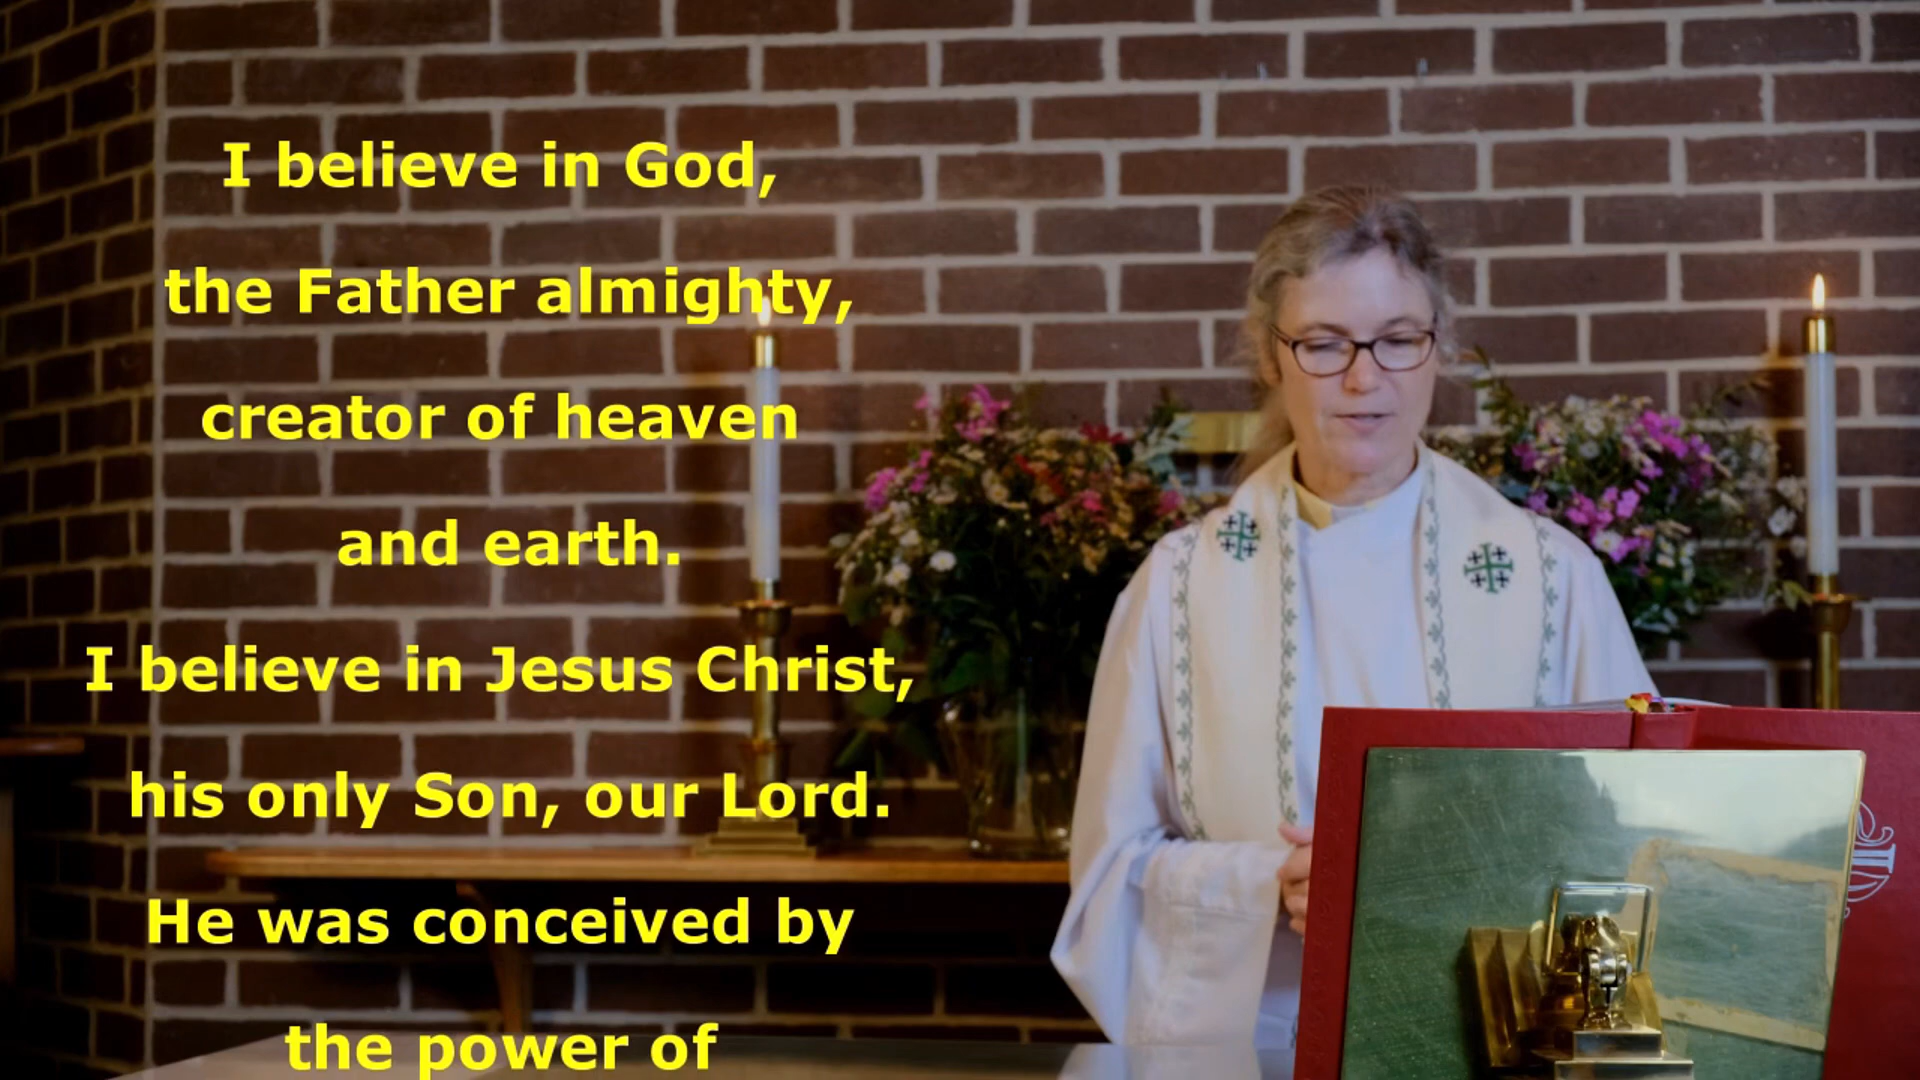 I believe in God,
the Father almighty,
creator of heaven
and earth.
I believe in Jesus Christ,
his only Son, our Lord.
He was conceived by
the power of